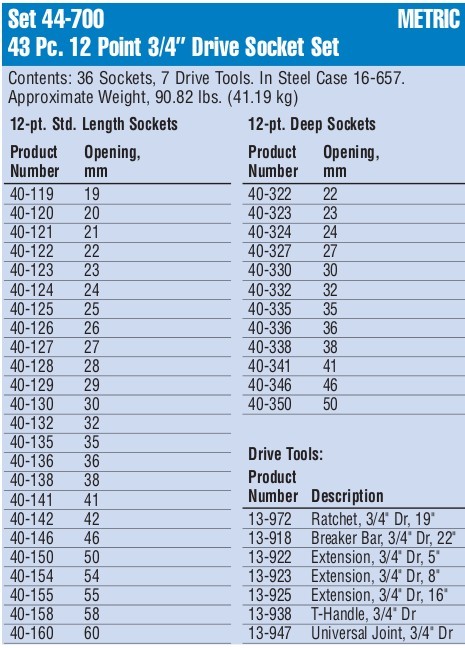 Set 44-700 METRIC
43 Pc. 12 Point 3/4" Drive Socket Set
Contents: 36 Sockets, 7 Drive Tools. In Steel Case 16-657.
Approximate Weight, 90.82 lbs. (41.19 kg)
12-pt. Std. Length Sockets
Product Opening,
Number mm
40-119 19
40-120 20
40-121 21
40-122 22
40-123 23
40-124 24
40-125 25
40-126 26
40-127 27
40-128 28
40-129 29
40-130 30
40-132 32
40-135 35
40-136 36
40-138 38
40-141 41
40-142 42
40-146 46
40-150 50
40-154 54
40-155 55
40-158 58
40-160 60
12-pt. Deep Sockets
Product Opening,
Number mm
40-322 22
40-323 23
40-324 24
40-327 27
40-330 30
40-332 32
40-335 35
40-336 36
40-338 38
40-341 41
40-346 46
40-350 50
Drive Tools:
Product
Number Description
13-972 Ratchet, 3/4" Dr, 19"
13-918 Breaker Bar, 3/4" Dr, 22"
13-922 Extension, 3/4" Dr, 5"
13-923 Extension, 3/4" Dr, 8"
13-925 Extension, 3/4" Dr, 16"
13-938 T-Handle, 3/4" Dr
13-947 Universal Joint, 3/4" Dr